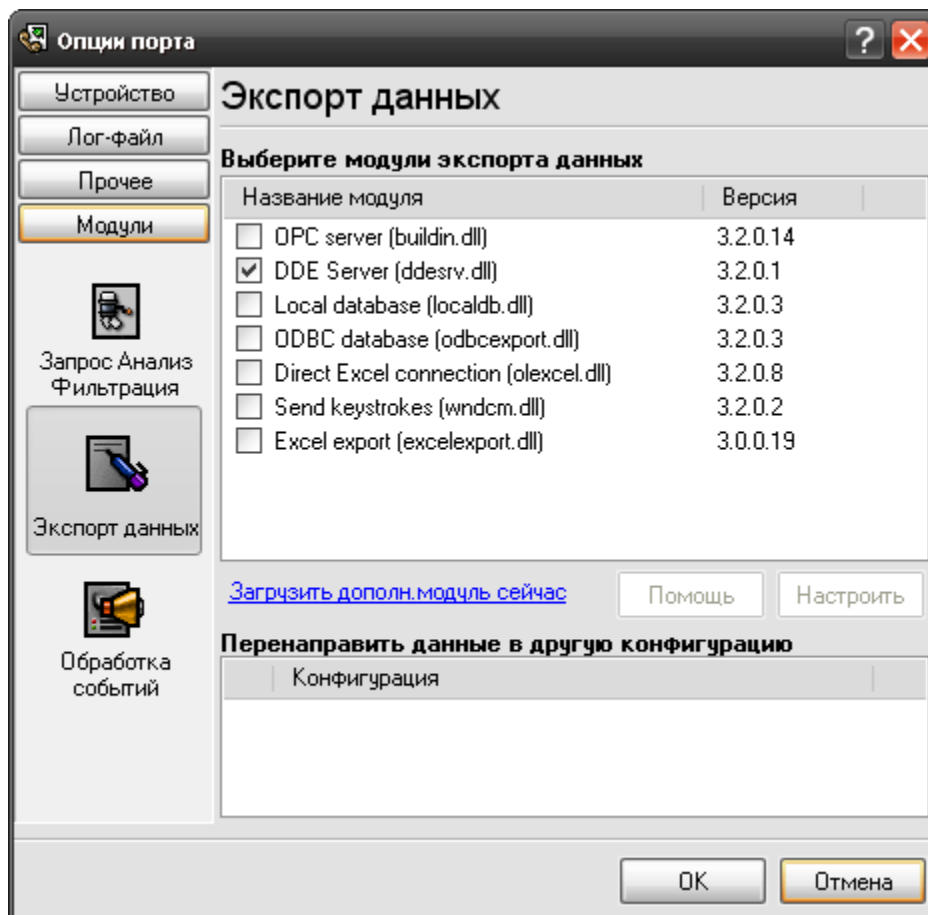 Опции порта
Устройство
Лог-файл
Прочее
Модули
Запрос Анализ
Фильтрация
Экспорт данных
Обработка
событий
Экспорт данных
Выберите модули экспорта данных
Название модуля Версия
OPC server (buildin.dll) 3.2.0.14
DDE Server (ddesrv.dll) 3.2.0.1
Local database (localdb.dll) 3.2.0.3
ODBC database (odbcexport.dll) 3.2.0.3
Direct Excel connection (olexcel.dll) 3.2.0.8
Send keystrokes (wndcm.dll) 3.2.0.2
Excel export (excelexport.dll) 3.0.0.19
Загрузить дополн.модуль сейчас Помощь Настроить
Перенаправить данные в другую конфигурацию
Конфигурация
OK Отмена